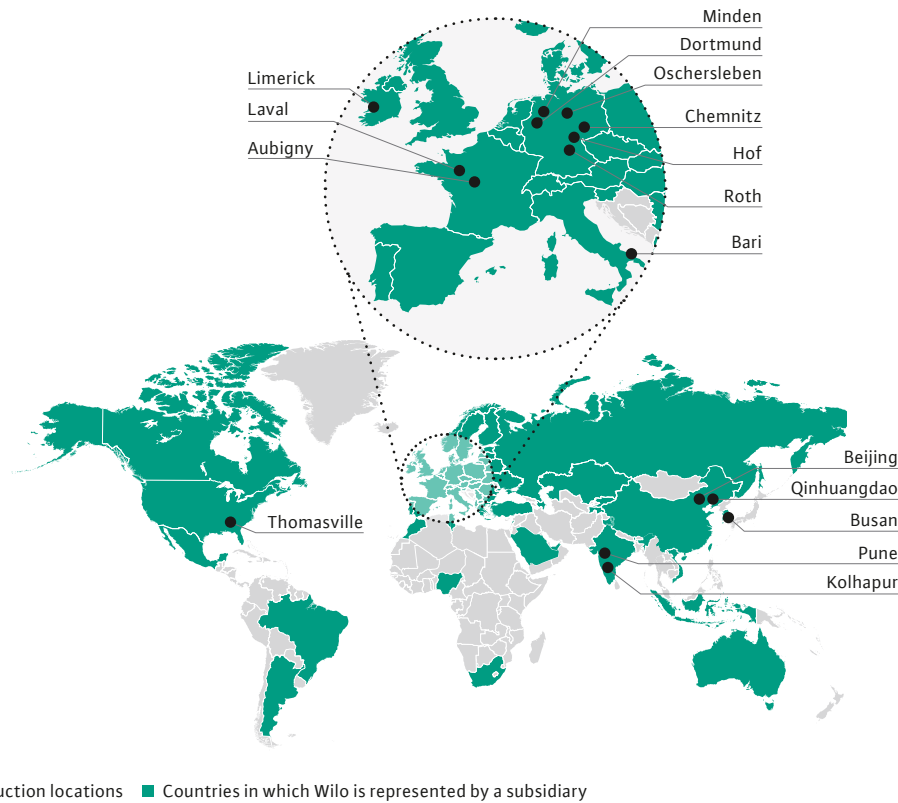 Minden
Dortmund
Oschersleben
Limerick
Laval
Chemnitz
Aubigny
Hof
Roth
Bari
Beijing
Qinhuangdao
Thomasville
Busan
Pune
Kolhapur
locations
Countries in which Wilo is represented by a subsidiary